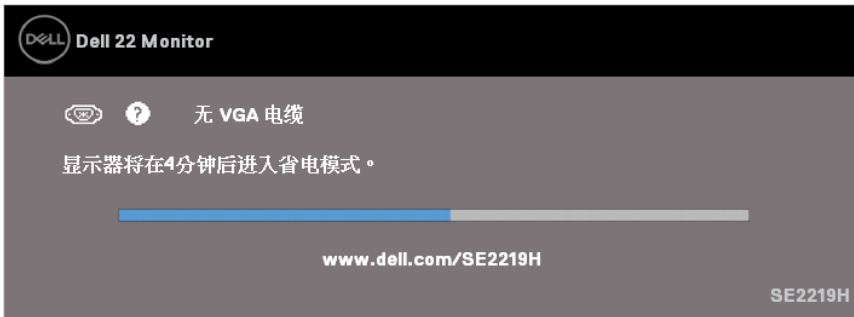 DELL Dell 22 Monitor
? 无 VGA 电缆
显示器将在4分钟后进入省电模式。
www.dell.com/SE2219H
SE2219H